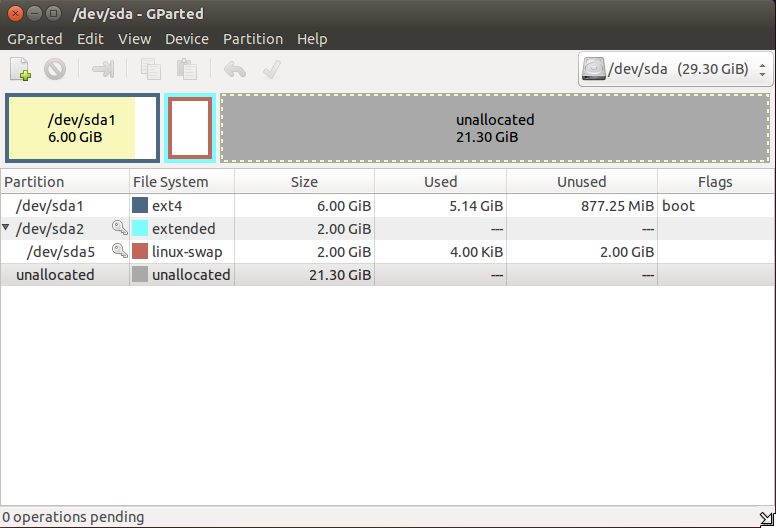 /dev/sda - GParted
GParted Edit View Device Partition Help
/dev/sda (29.30 GiB)
/dev/sda1
6.00 GiB
unallocated
21.30 GiB
Partition File System Size Used Unused Flags
/dev/sda1 ext4 6.00 GiB 5.14 GiB 877.25 MiB boot
/dev/sda2 extended 2.00 GiB --- ---
/dev/sda5 linux-swap 2.00 GiB 4.00 KiB 2.00 GiB
unallocated unallocated 21.30 GiB --- ---
0 operations pending